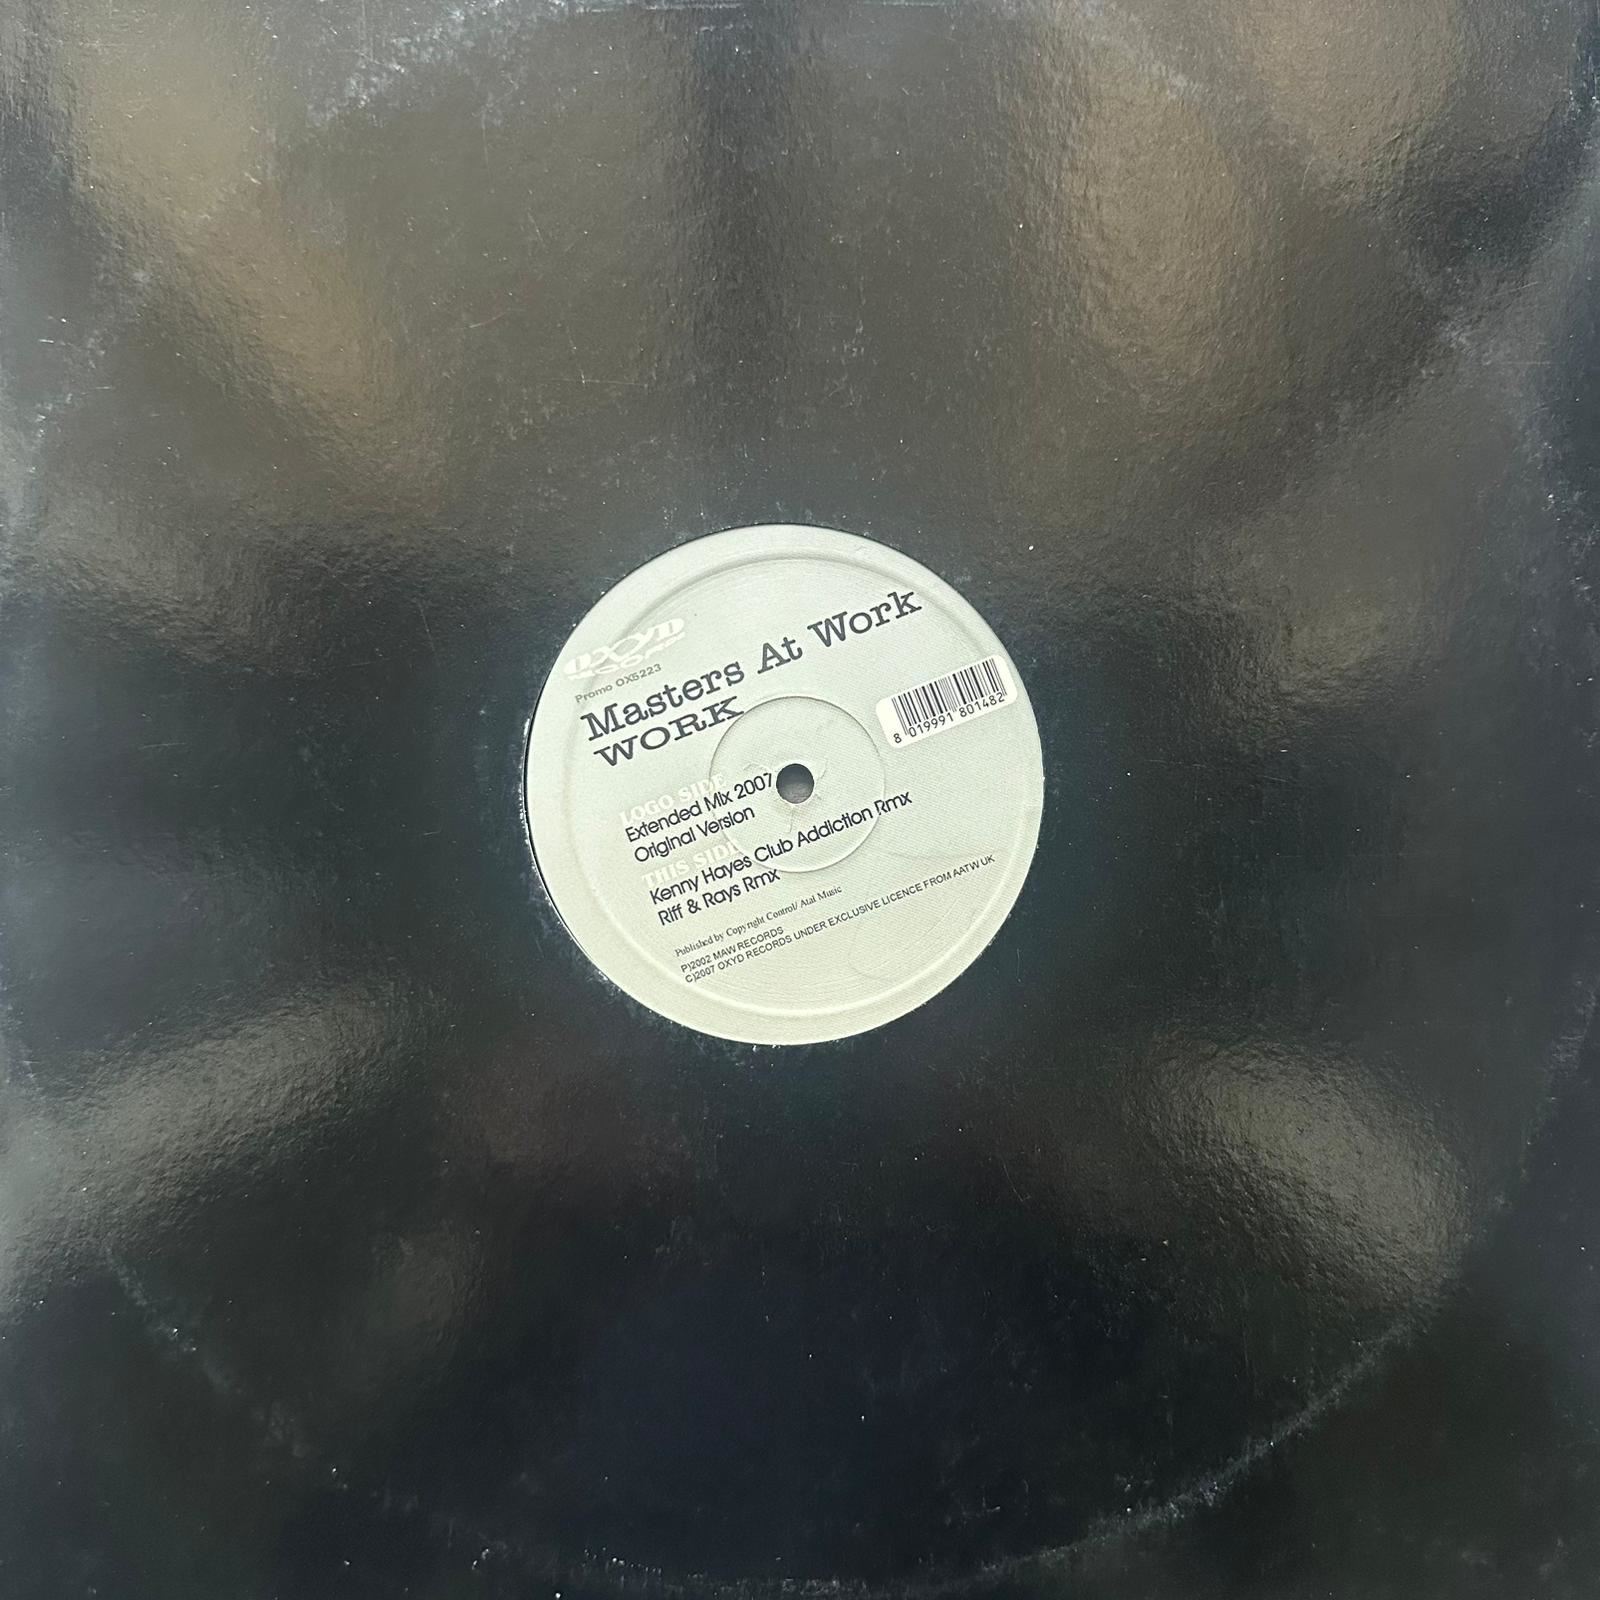 OXYD
RECORDS
Promo OX5223
Masters At Work
WORK
8 019991 801482
LOGO SIDE
Extended Mix 2007
Original Version
THIS SIDE
Kenny Hayes Club Addiction Rmx
Riff & Rays Rmx
Published by Copyright Control/ Atal Music
P)2002 MAW RECORDS
C)2007 OXYD RECORDS UNDER EXCLUSIVE LICENCE FROM AATW UK